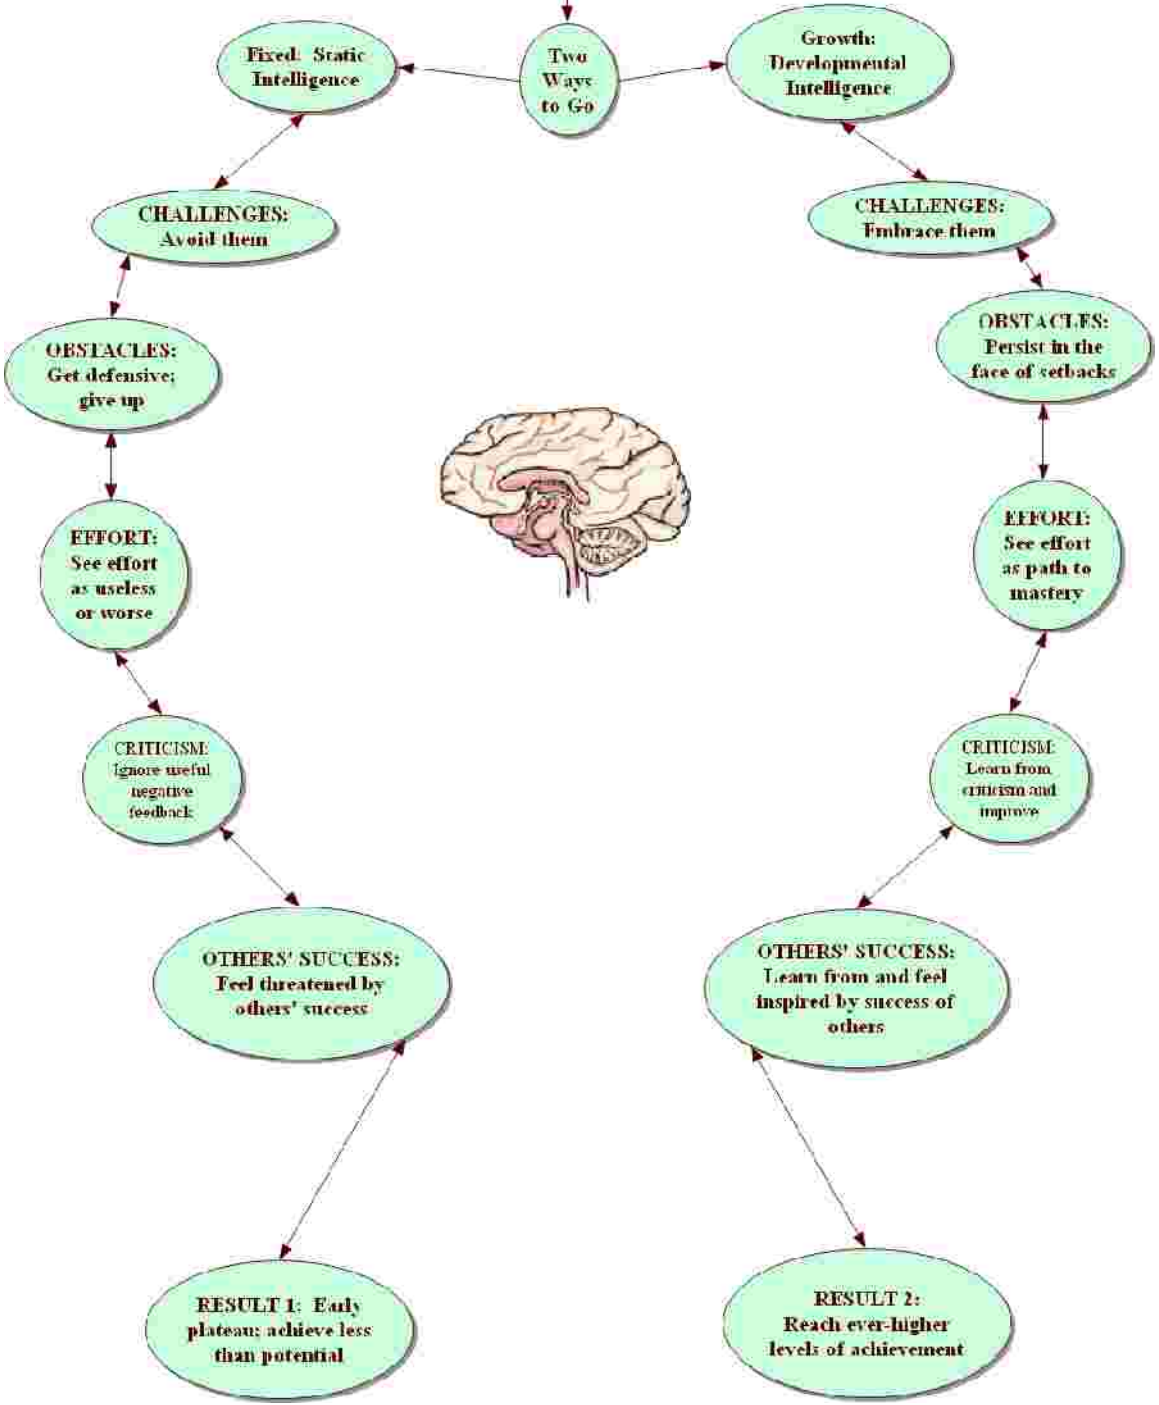 Two
Ways
to Go
Fixed: Static
Intelligence
CHALLENGES:
Avoid them
OBSTACLES:
Get defensive;
give up
EFFORT:
See effort
as useless
or worse
CRITICISM:
Ignore useful
negative
feedback
OTHERS' SUCCESS:
Feel threatened by
others' success
RESULT 1: Early
plateau; achieve less
than potential
Growth:
Developmental
Intelligence
CHALLENGES:
Embrace them
OBSTACLES:
Persist in the
face of setbacks
EFFORT:
See effort
as path to
mastery
CRITICISM:
Learn from
criticism and
improve
OTHERS' SUCCESS:
Learn from and feel
inspired by success of
others
RESULT 2:
Reach ever-higher
levels of achievement